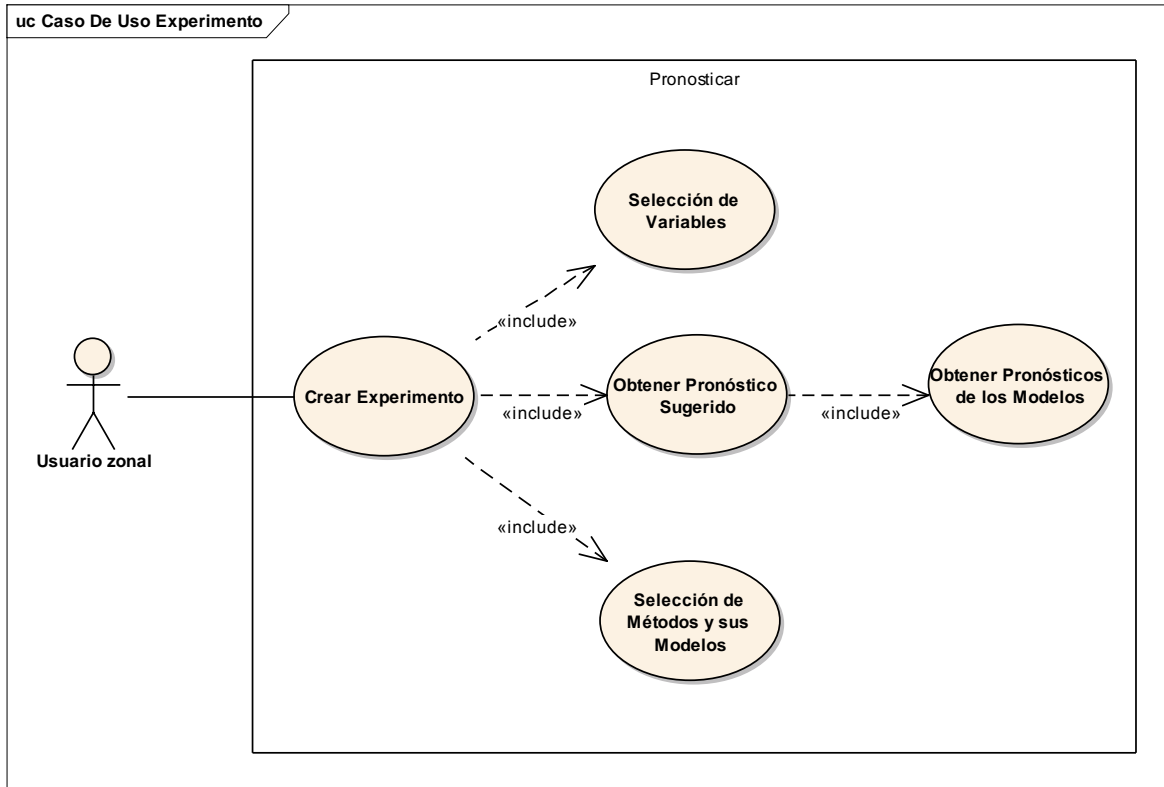 uc Caso De Uso Experimento
Pronosticar
Selección de
Variables
«include»
Usuario zonal
Crear Experimento
«include»
Obtener Pronóstico
Sugerido
«include»
Obtener Pronósticos
de los Modelos
«include»
Selección de
Métodos y sus
Modelos